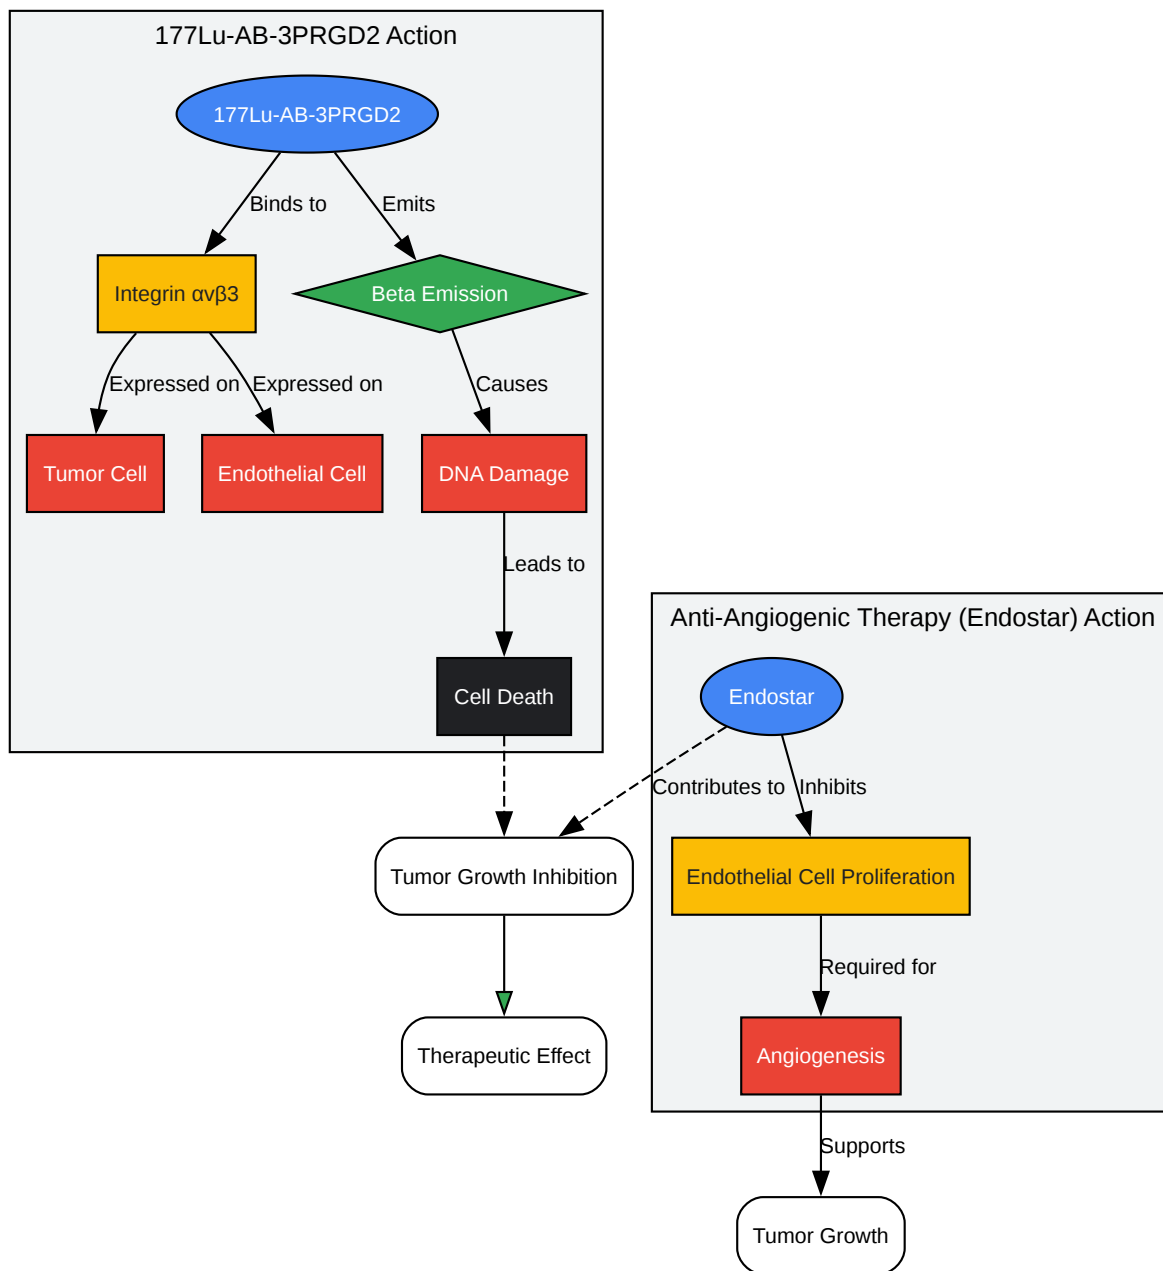 177Lu-AB-3PRGD2 Action
177Lu-AB-3PRGD2
Binds to
Emits
Integrin αvβ3
Beta Emission
Expressed on
Expressed on
Causes
Tumor Cell
Endothelial Cell
DNA Damage
Leads to
Cell Death
Anti-Angiogenic Therapy (Endostar) Action
Endostar
Contributes to
Inhibits
Tumor Growth Inhibition
Endothelial Cell Proliferation
Required for
Therapeutic Effect
Angiogenesis
Supports
Tumor Growth